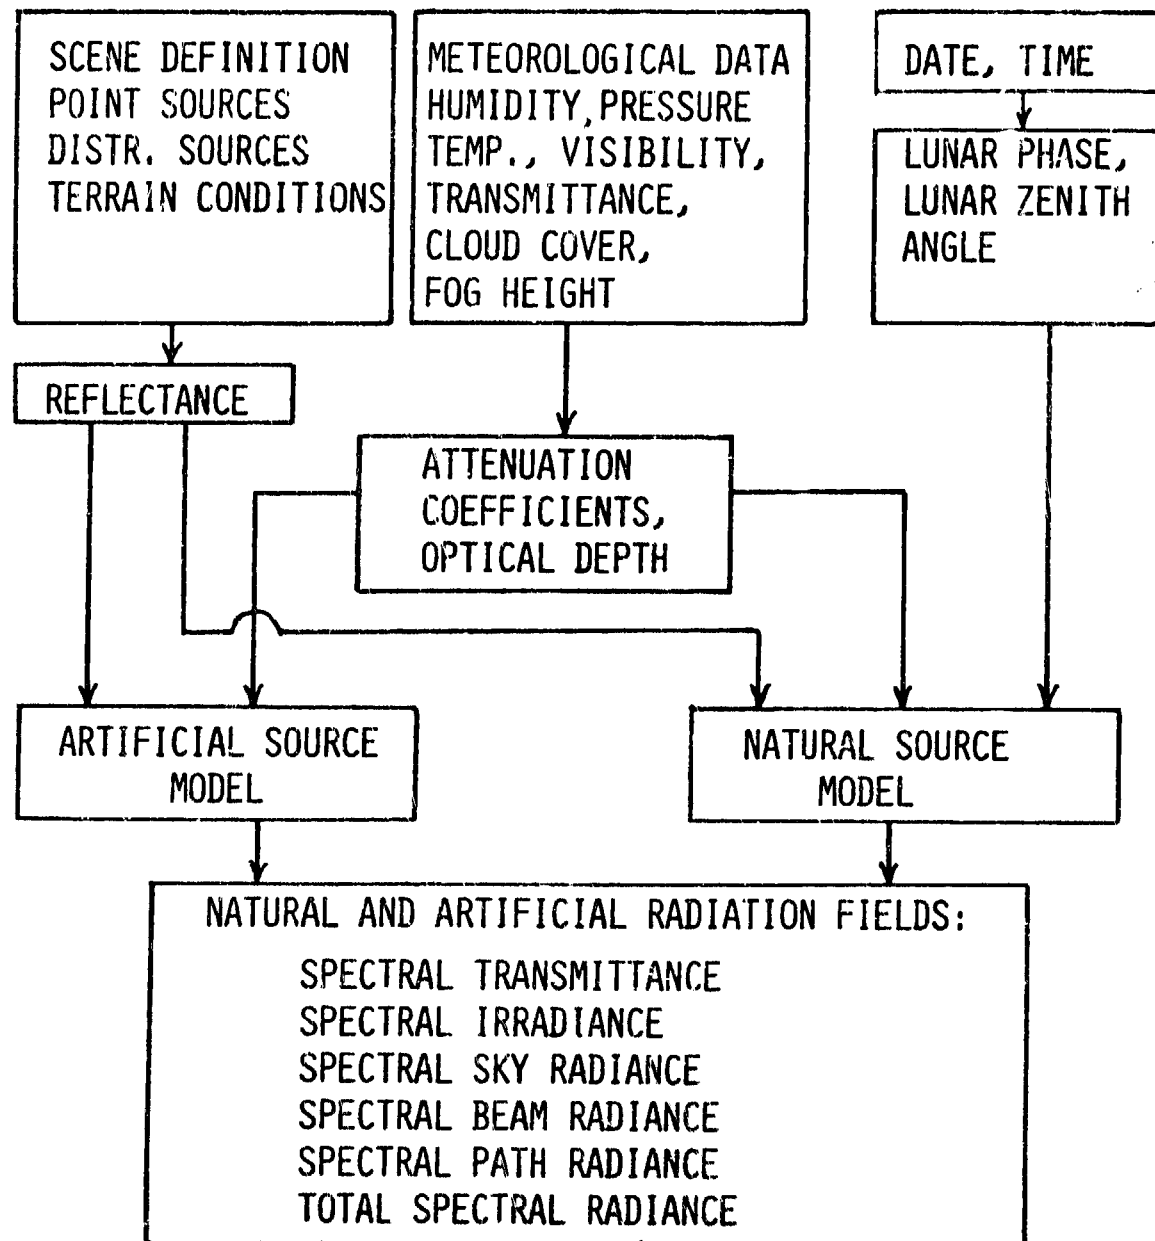 SCENE DEFINITION
POINT SOURCES
DISTR. SOURCES
TERRAIN CONDITIONS
METEOROLOGICAL DATA
HUMIDITY, PRESSURE
TEMP., VISIBILITY,
TRANSMITTANCE,
CLOUD COVER,
FOG HEIGHT
DATE, TIME
LUNAR PHASE,
LUNAR ZENITH
ANGLE
REFLECTANCE
ATTENUATION
COEFFICIENTS,
OPTICAL DEPTH
ARTIFICIAL SOURCE
MODEL
NATURAL SOURCE
MODEL
NATURAL AND ARTIFICIAL RADIATION FIELDS:
SPECTRAL TRANSMITTANCE
SPECTRAL IRRADIANCE
SPECTRAL SKY RADIANCE
SPECTRAL BEAM RADIANCE
SPECTRAL PATH RADIANCE
TOTAL SPECTRAL RADIANCE